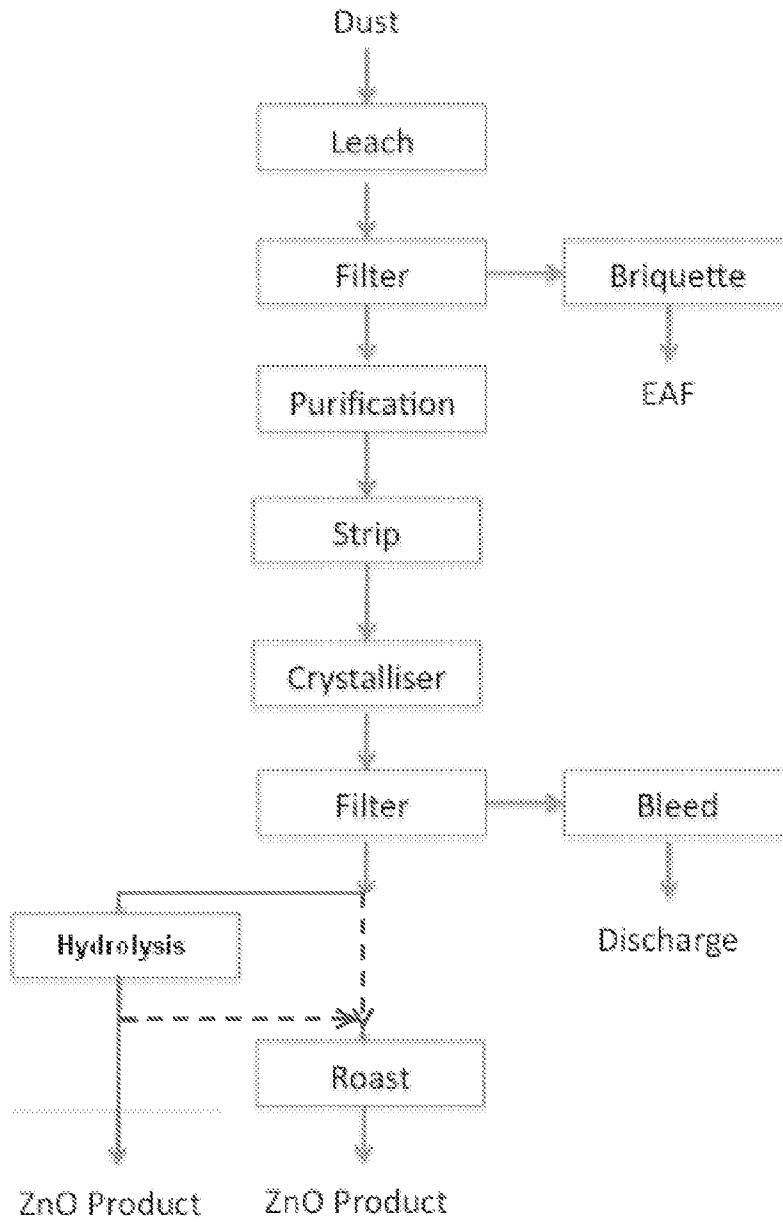 Dust
Leach
Filter
Briquette
Purification
EAF
Strip
Crystalliser
Filter
Bleed
Hydrolysis
Discharge
Roast
ZnO Product
ZnO Product